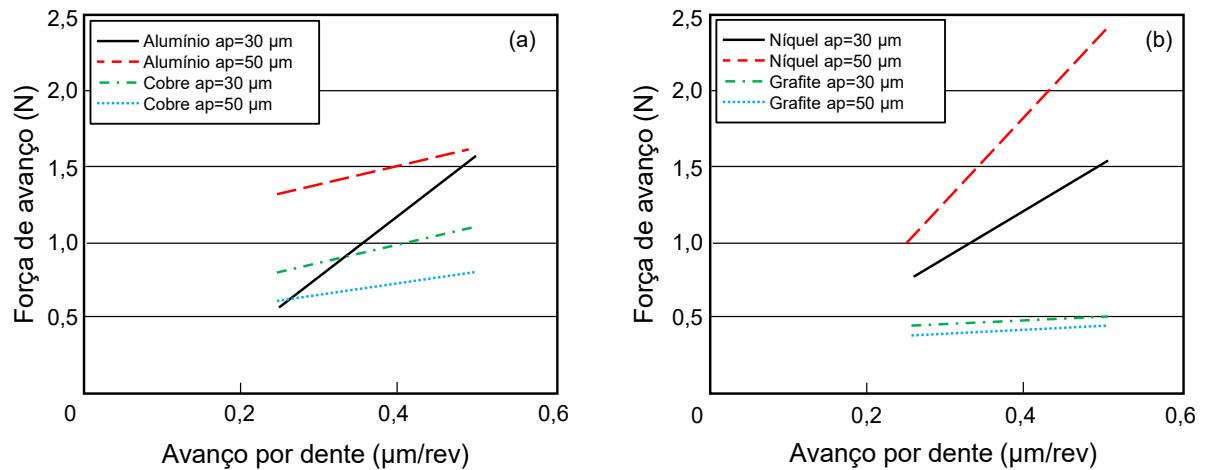 2,5
2,0
1,5
1,0
0,5
0
0,2
0,4
0,6
Força de avanço (N)
Avanço por dente (µm/rev)
(a)
Alumínio ap=30 µm
Alumínio ap=50 µm
Cobre ap=30 µm
Cobre ap=50 µm
2,5
2,0
1,5
1,0
0,5
0
0,2
0,4
0,6
Força de avanço (N)
Avanço por dente (µm/rev)
(b)
Níquel ap=30 µm
Níquel ap=50 µm
Grafite ap=30 µm
Grafite ap=50 µm